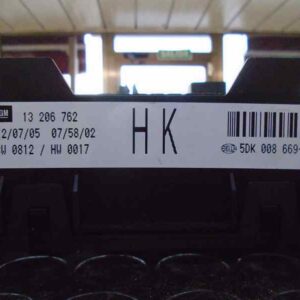 GM 13 206 762
2/07/05 07/58/02
W 0812 / HW 0017
HK
5DK 008 669-